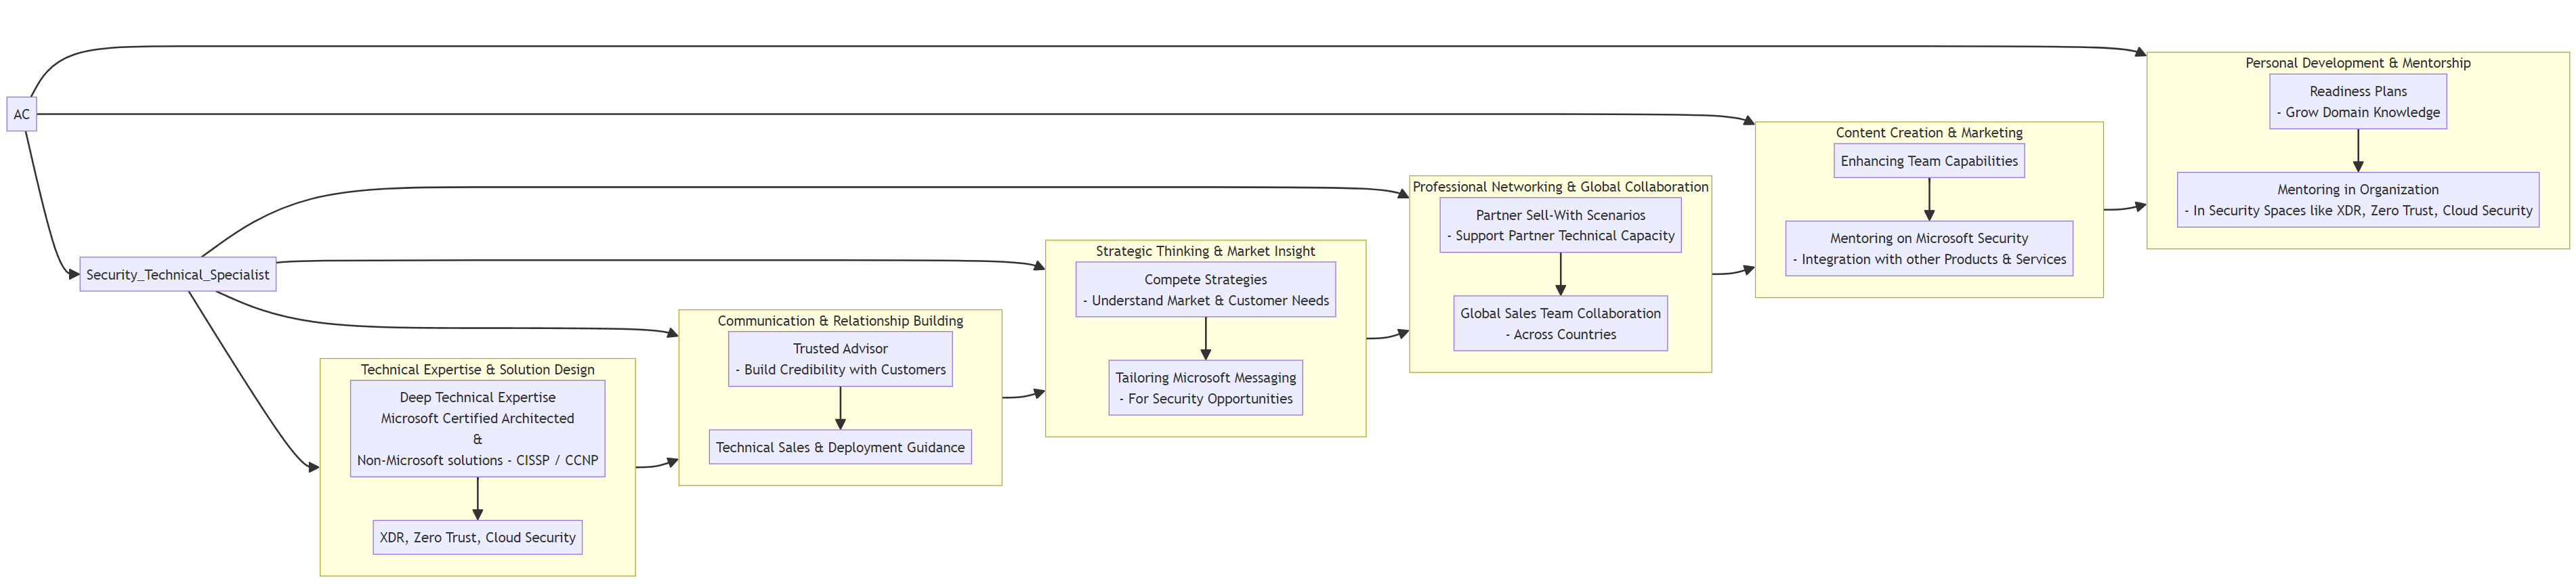 AC
Security_Technical_Specialist
Technical Expertise & Solution Design
Deep Technical Expertise
Microsoft Certified Architected
&
Non-Microsoft solutions - CISSP / CCNP
XDR, Zero Trust, Cloud Security
Communication & Relationship Building
Trusted Advisor
- Build Credibility with Customers
Technical Sales & Deployment Guidance
Strategic Thinking & Market Insight
Compete Strategies
- Understand Market & Customer Needs
Tailoring Microsoft Messaging
- For Security Opportunities
Professional Networking & Global Collaboration
Partner Sell-With Scenarios
- Support Partner Technical Capacity
Global Sales Team Collaboration
- Across Countries
Content Creation & Marketing
Enhancing Team Capabilities
Mentoring on Microsoft Security
- Integration with other Products & Services
Personal Development & Mentorship
Readiness Plans
- Grow Domain Knowledge
Mentoring in Organization
- In Security Spaces like XDR, Zero Trust, Cloud Security